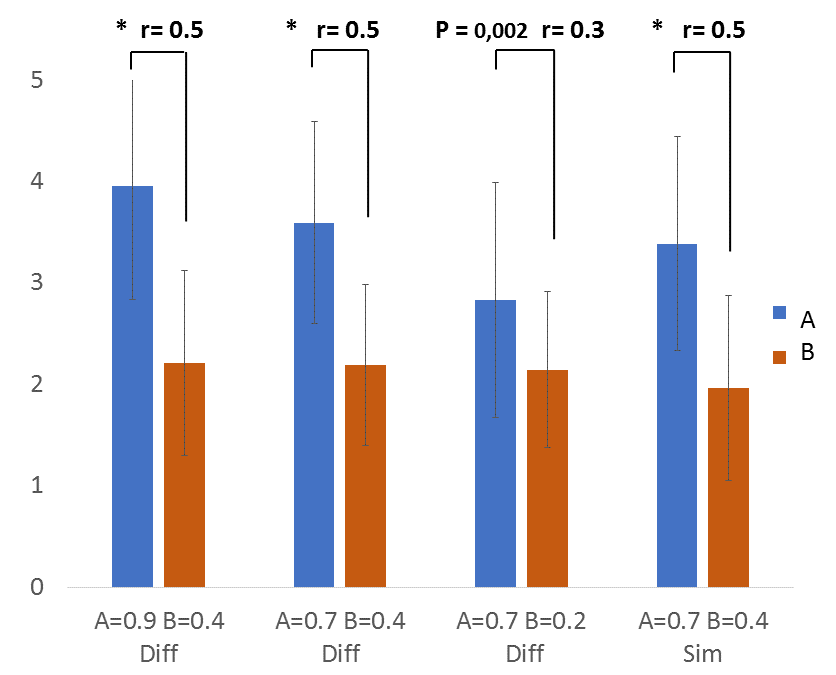 * r= 0.5
* r= 0.5
P = 0,002 r= 0.3
* r= 0.5
5
4
3
2
1
0
A
B
A=0.9 B=0.4
Diff
A=0.7 B=0.4
Diff
A=0.7 B=0.2
Diff
A=0.7 B=0.4
Sim